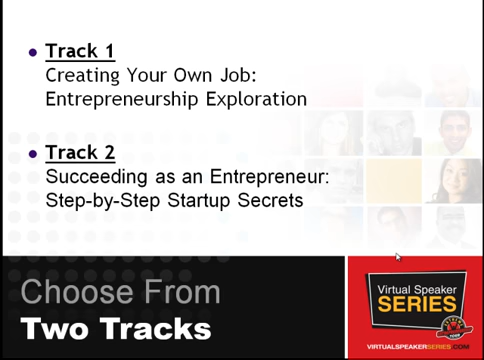 Track 1
Creating Your Own Job:
Entrepreneurship Exploration
Track 2
Succeeding as an Entrepreneur:
Step-by-Step Startup Secrets
Choose From
Two Tracks
Virtual Speaker
SERIES
VIRTUALSPEAKERSERIES.COM